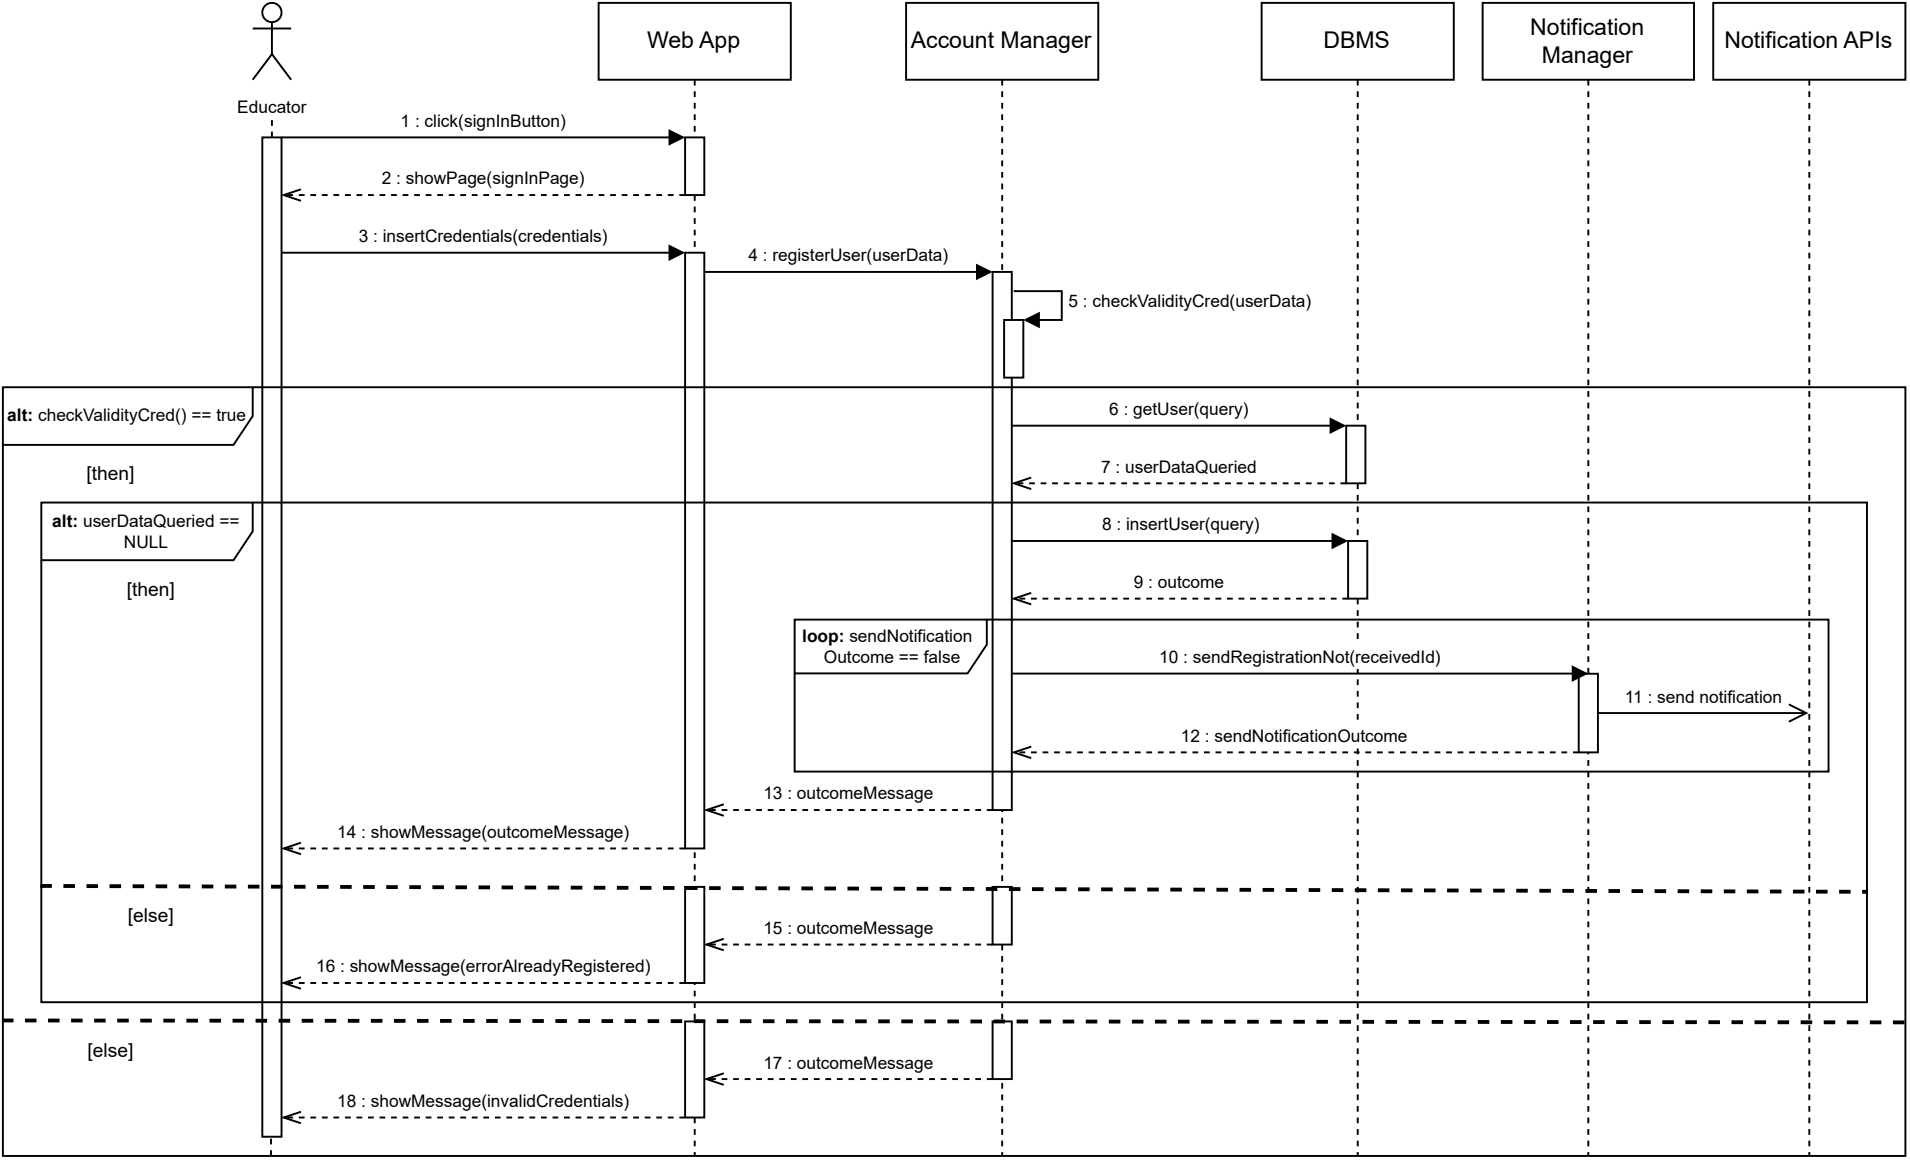 Web App
Account Manager
DBMS
Notification
Manager
Notification APIs
Educator
1 : click(signInButton)
2 : showPage(signInPage)
3 : insertCredentials(credentials)
4 : registerUser(userData)
5 : checkValidityCred(userData)
alt: checkValidityCred() == true
6 : getUser(query)
[then]
7 : userDataQueried
alt: userDataQueried ==
NULL
8 : insertUser(query)
[then]
9 : outcome
loop: sendNotification
Outcome == false
10 : sendRegistrationNot(receivedId)
11 : send notification
12 : sendNotificationOutcome
13 : outcomeMessage
14 : showMessage(outcomeMessage)
[else]
15 : outcomeMessage
16 : showMessage(errorAlreadyRegistered)
[else]
17 : outcomeMessage
18 : showMessage(invalidCredentials)